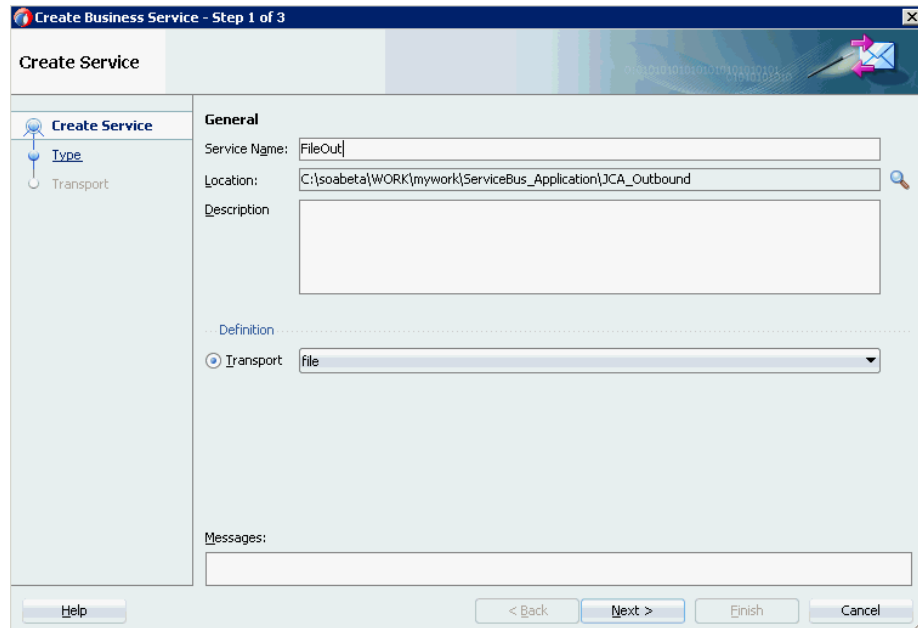 Create Business Service - Step 1 of 3
Create Service
Create Service
Type
Transport
General
Service Name: FileOut
Location: C:\soabeta\WORK\mywork\ServiceBus_Application\JCA_Outbound
Description
Definition
Transport file
Messages:
Help < Back Next > Finish Cancel